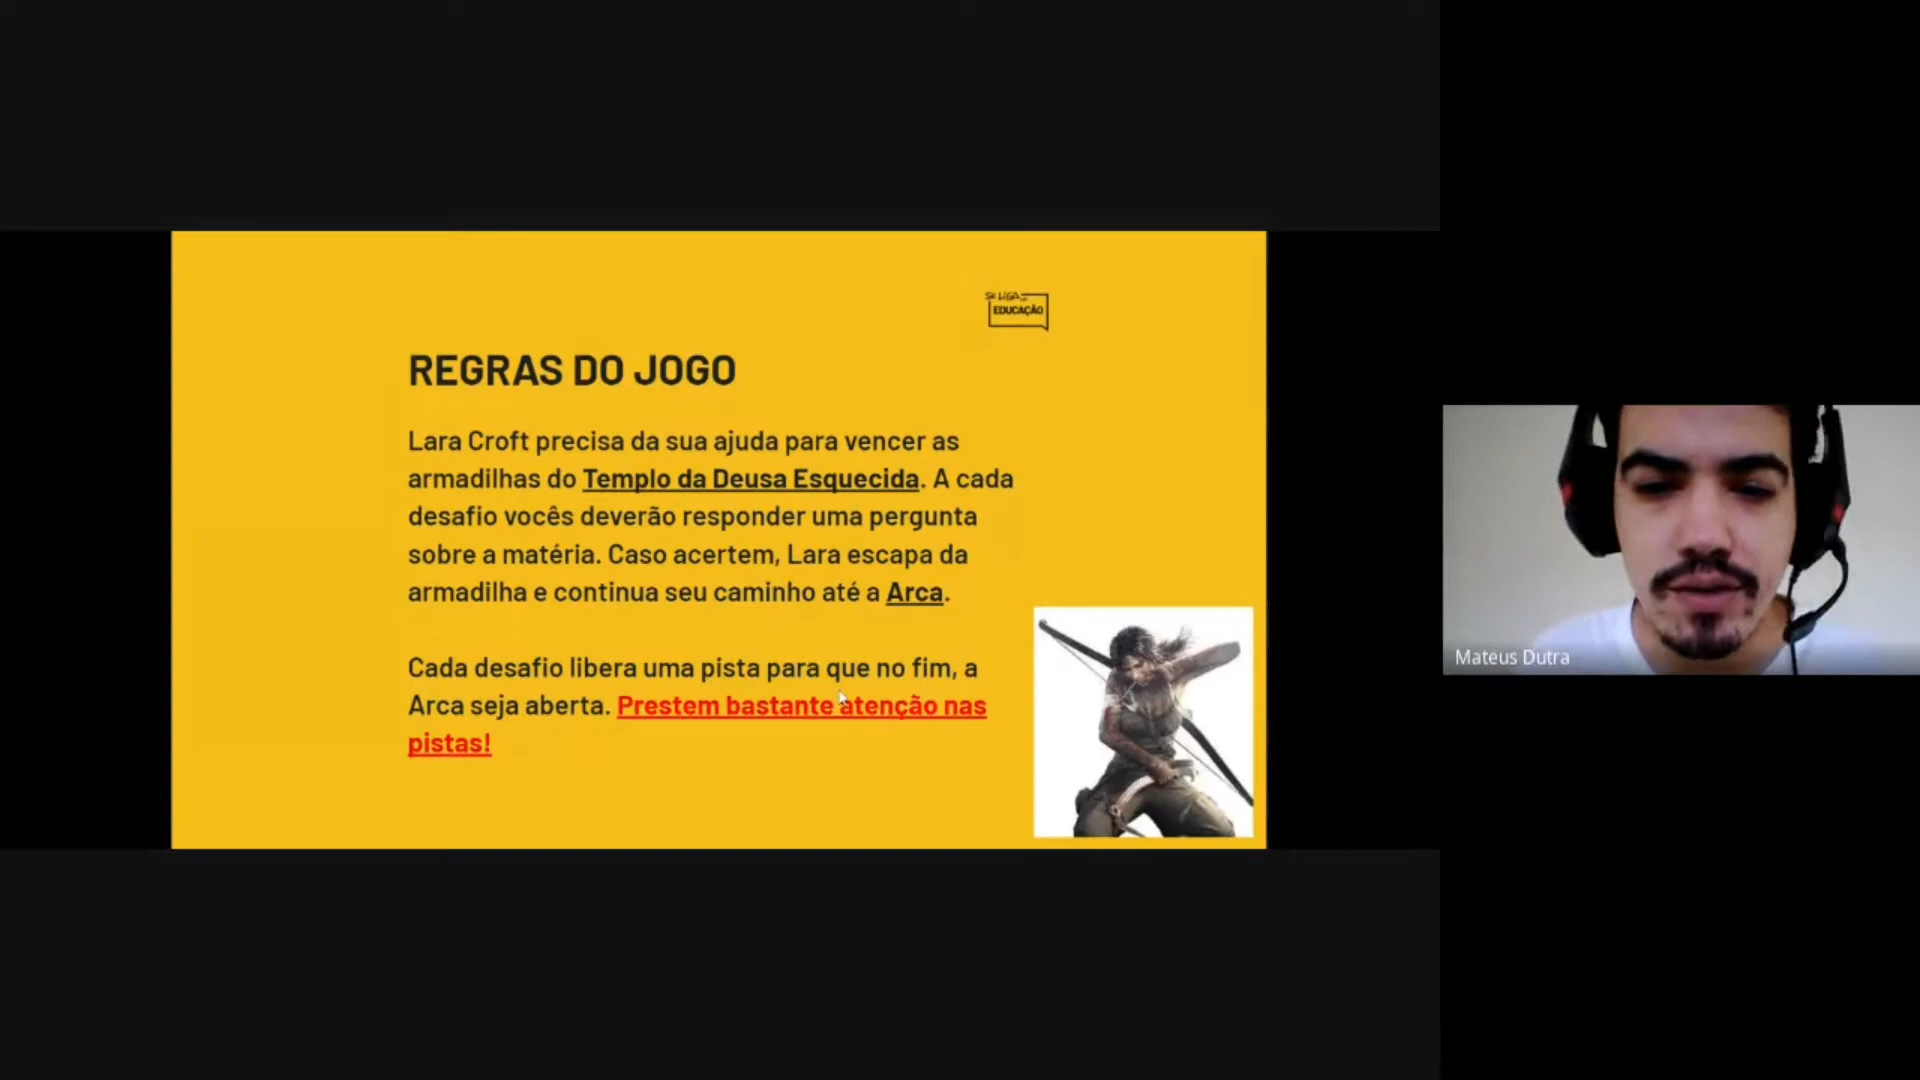 SE LIGA NA
EDUCAÇÃO
REGRAS DO JOGO
Lara Croft precisa da sua ajuda para vencer as
armadilhas do Templo da Deusa Esquecida. A cada
desafio vocês deverão responder uma pergunta
sobre a matéria. Caso acertem, Lara escapa da
armadilha e continua seu caminho até a Arca.
Cada desafio libera uma pista para que no fim, a
Arca seja aberta. Prestem bastante atenção nas
pistas!
Mateus Dutra